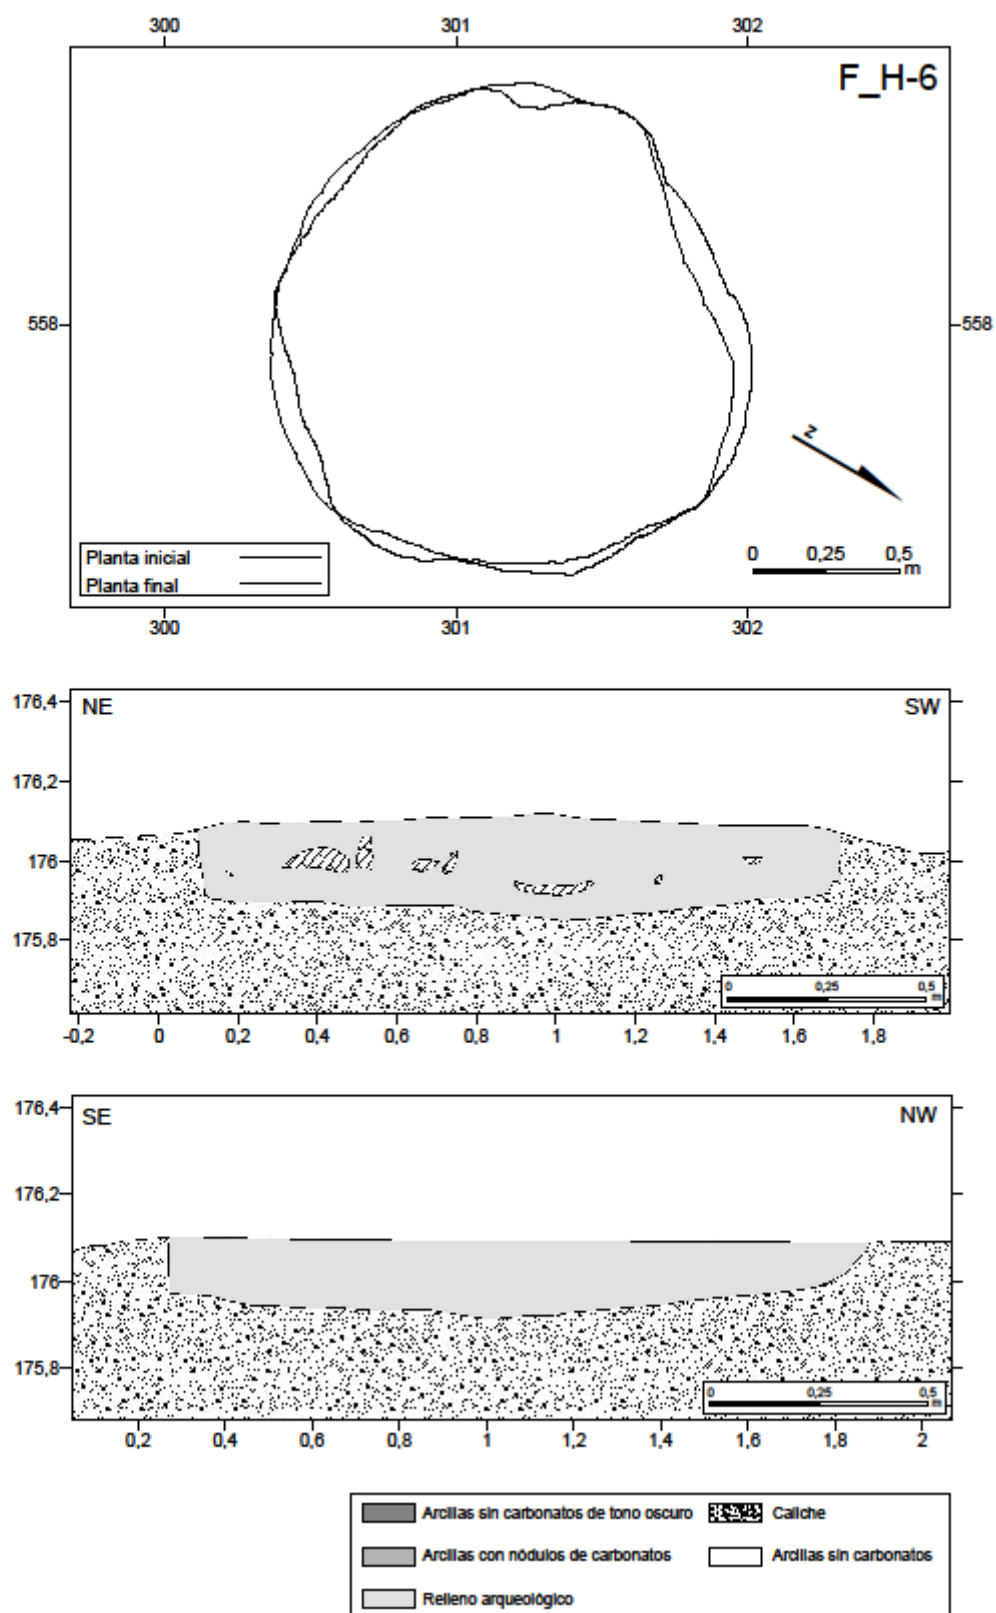 300 301 302
F_H-6
558 558
z
Planta inicial
Planta final
0 0,25 0,5
m
300 301 302
176,4
NE SW
176,2
176
175,8
0 0,25 0,5
m
-0,2 0 0,2 0,4 0,6 0,8 1 1,2 1,4 1,6 1,8
176,4
SE NW
176,2
176
175,8
0 0,25 0,5
m
0,2 0,4 0,6 0,8 1 1,2 1,4 1,6 1,8 2
Arcillas sin carbonatos de tono oscuro Caliche
Arcillas con nódulos de carbonatos Arcillas sin carbonatos
Relleno arqueológico